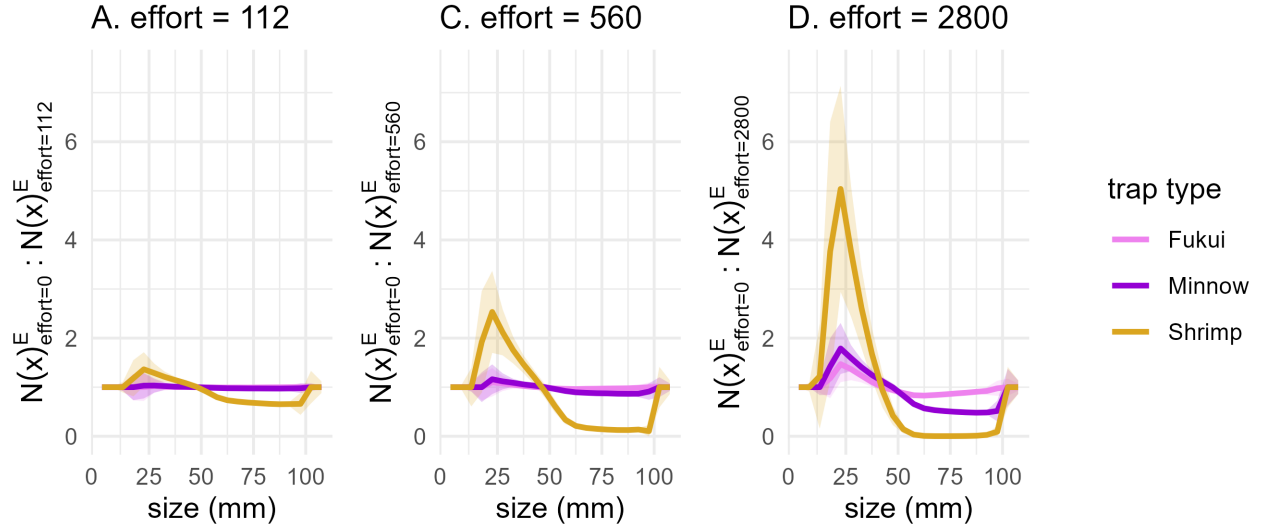 A. effort = 112
C. effort = 560
D. effort = 2800
N(x)^E_effort=0 : N(x)^E_effort=112
6
4
2
0
0 25 50 75 100
size (mm)
N(x)^E_effort=0 : N(x)^E_effort=560
6
4
2
0
0 25 50 75 100
size (mm)
N(x)^E_effort=0 : N(x)^E_effort=2800
6
4
2
0
0 25 50 75 100
size (mm)
trap type
Fukui
Minnow
Shrimp